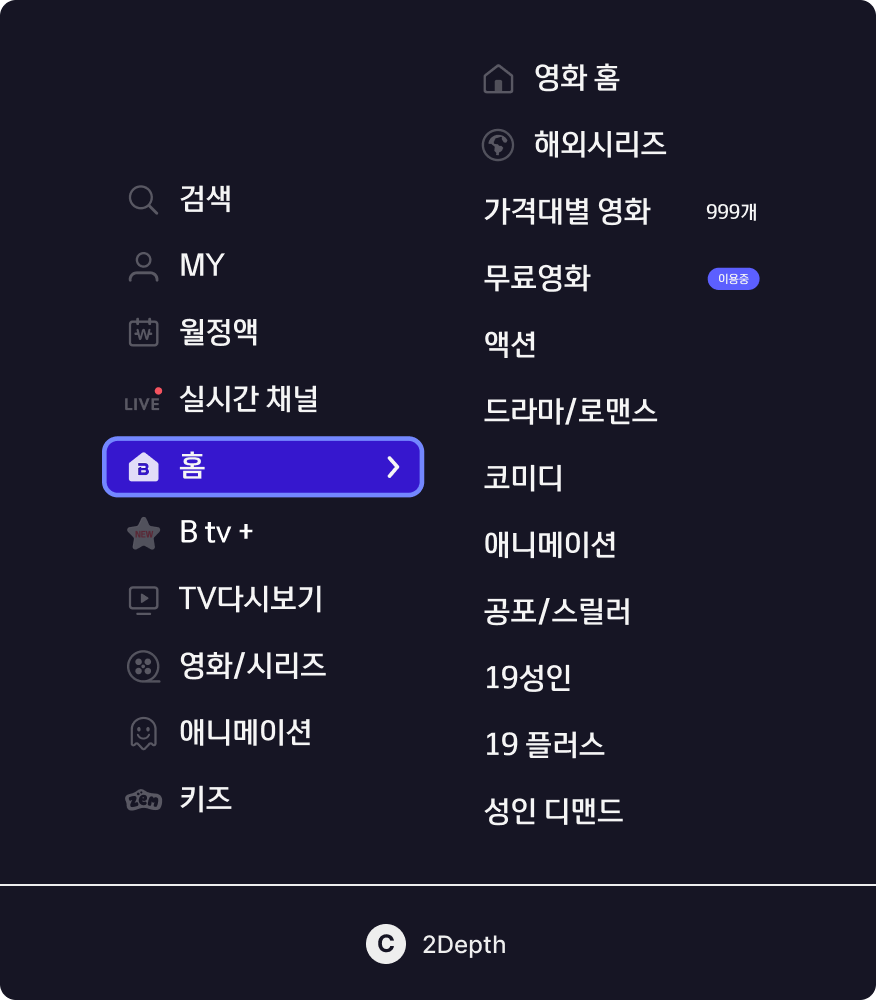 검색
MY
월정액
LIVE 실시간 채널
B 홈
NEW B tv +
TV다시보기
영화/시리즈
애니메이션
zem 키즈
영화 홈
해외시리즈
가격대별 영화 999개
무료영화 이용중
액션
드라마/로맨스
코미디
애니메이션
공포/스릴러
19성인
19 플러스
성인 디맨드
C 2Depth